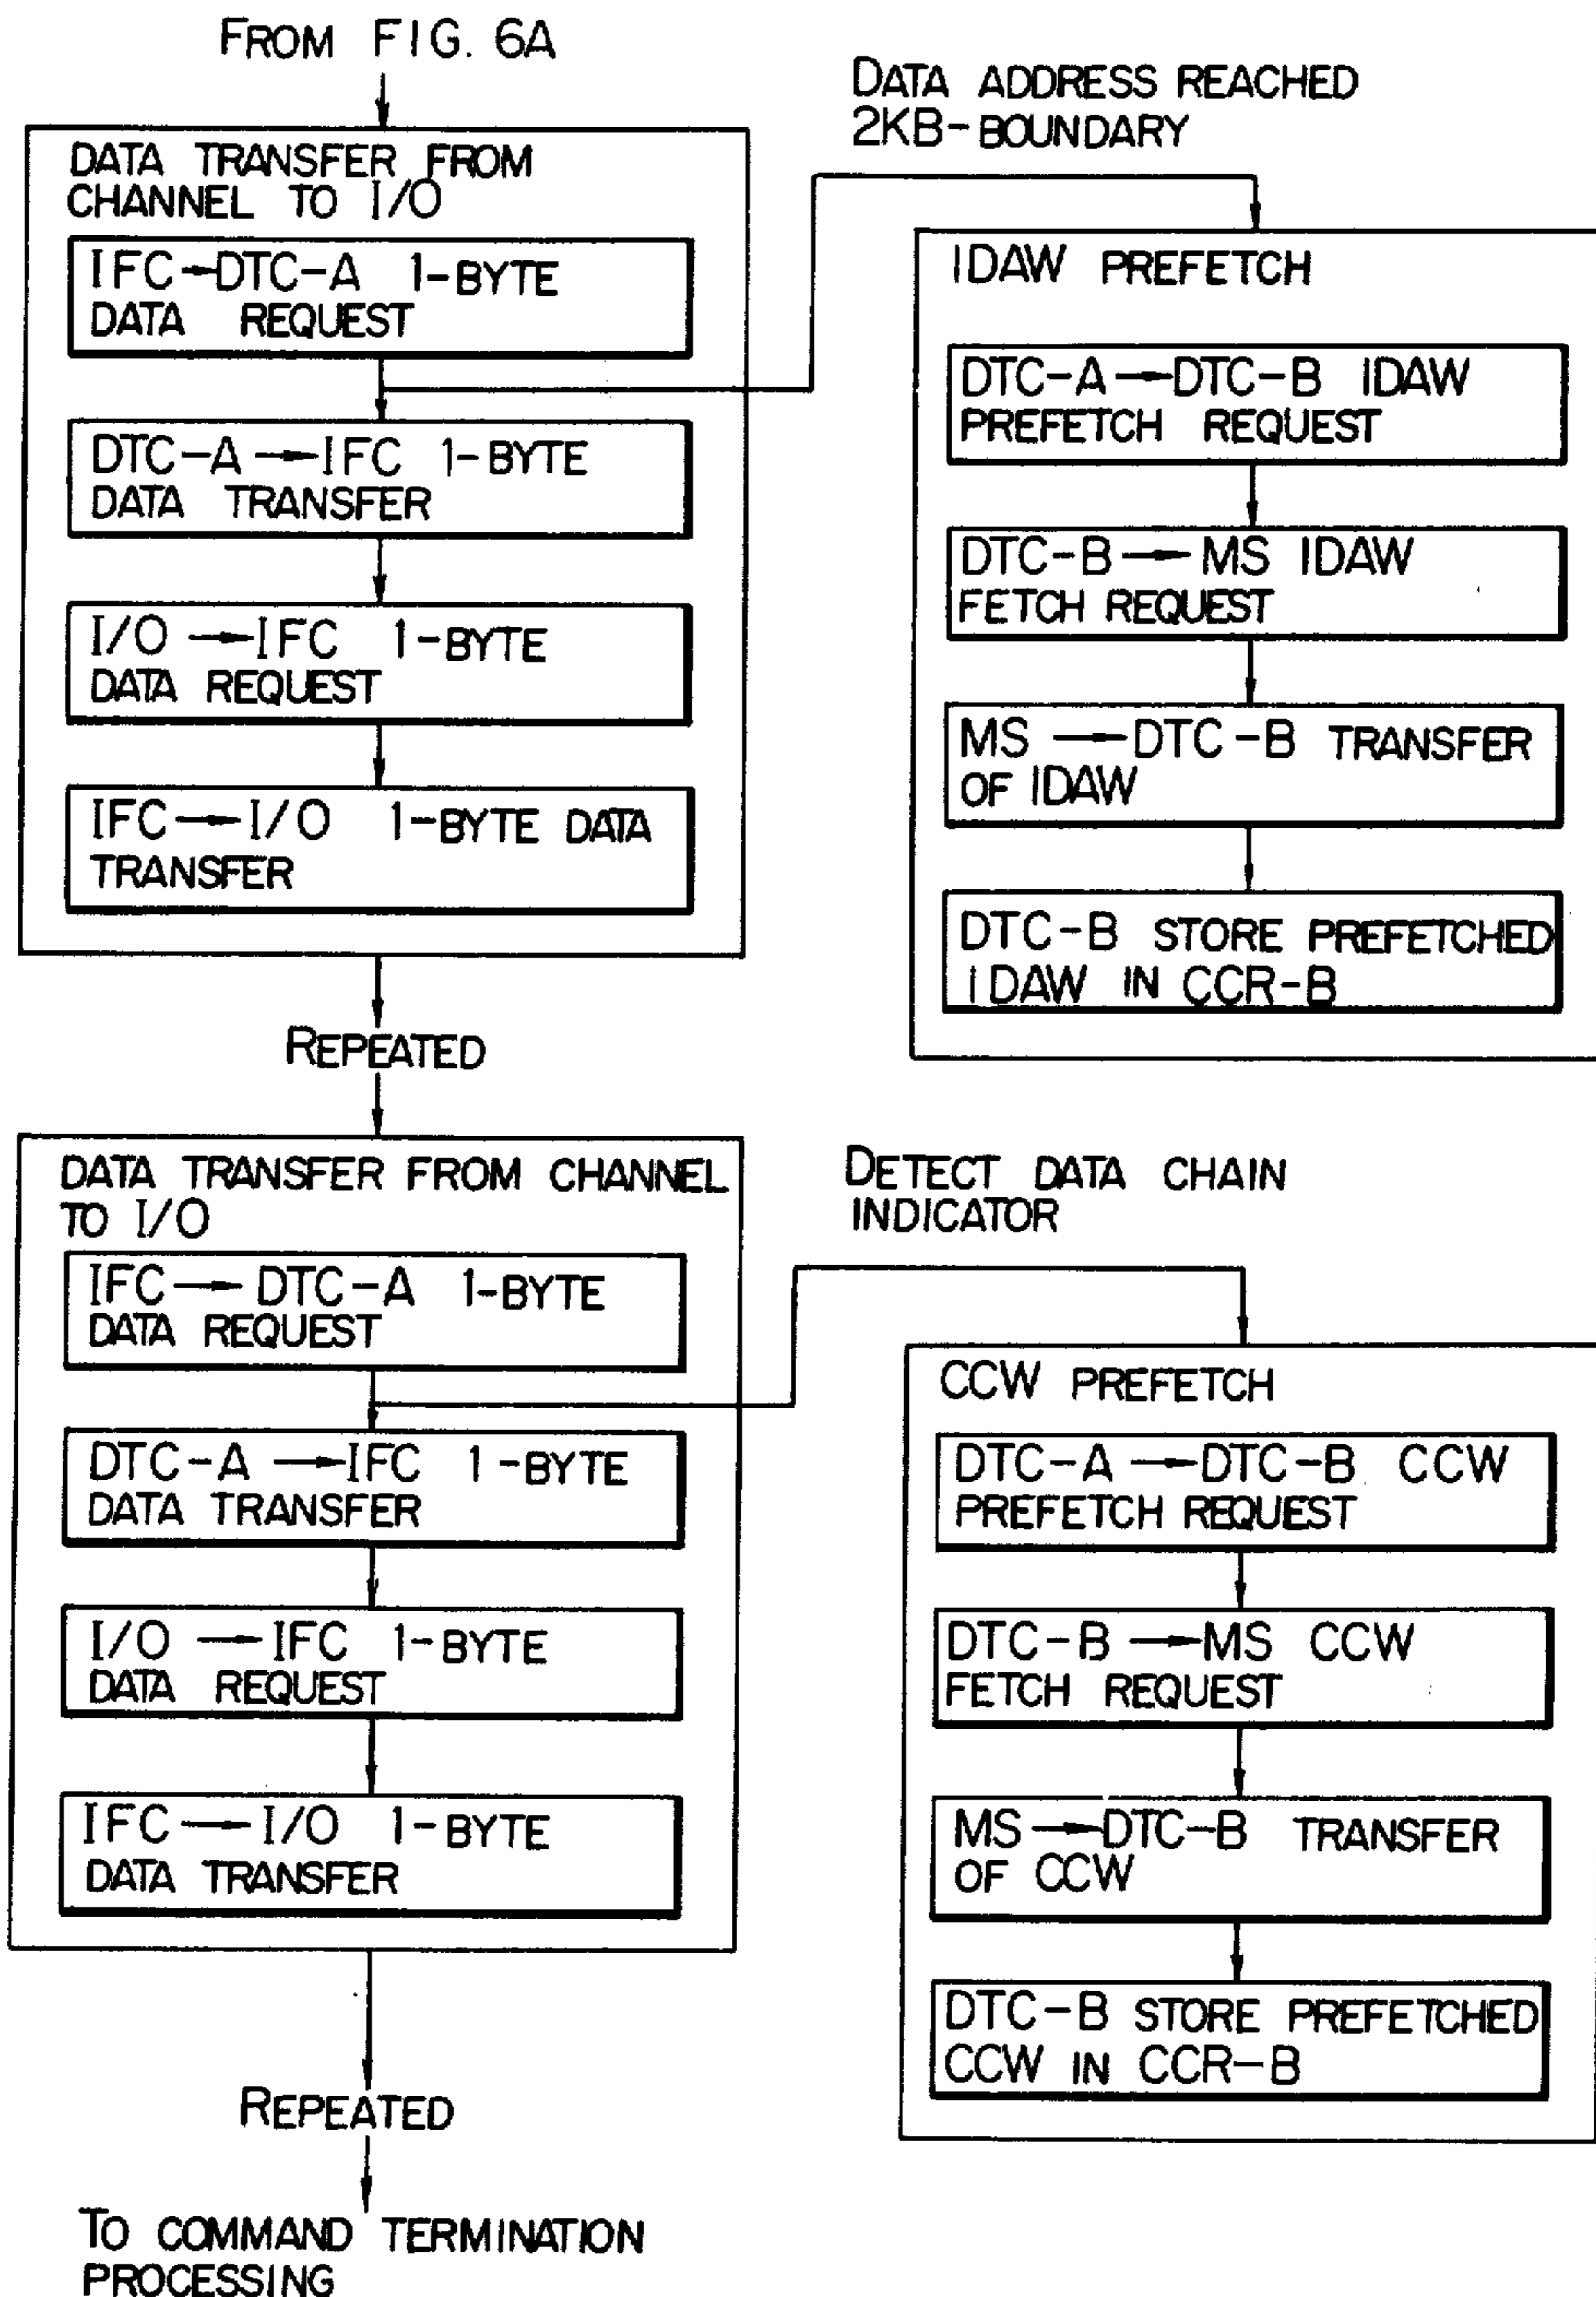 FROM FIG. 6A
DATA TRANSFER FROM
CHANNEL TO I/O
IFC→DTC-A 1-BYTE
DATA REQUEST
DTC-A→IFC 1-BYTE
DATA TRANSFER
I/O→IFC 1-BYTE
DATA REQUEST
IFC→I/O 1-BYTE DATA
TRANSFER
REPEATED
DATA ADDRESS REACHED
2KB-BOUNDARY
IDAW PREFETCH
DTC-A→DTC-B IDAW
PREFETCH REQUEST
DTC-B→MS IDAW
FETCH REQUEST
MS→DTC-B TRANSFER
OF IDAW
DTC-B STORE PREFETCHED
IDAW IN CCR-B
DATA TRANSFER FROM CHANNEL
TO I/O
IFC→DTC-A 1-BYTE
DATA REQUEST
DTC-A→IFC 1-BYTE
DATA TRANSFER
I/O→IFC 1-BYTE
DATA REQUEST
IFC→I/O 1-BYTE
DATA TRANSFER
REPEATED
TO COMMAND TERMINATION
PROCESSING
DETECT DATA CHAIN
INDICATOR
CCW PREFETCH
DTC-A→DTC-B CCW
PREFETCH REQUEST
DTC-B→MS CCW
FETCH REQUEST
MS→DTC-B TRANSFER
OF CCW
DTC-B STORE PREFETCHED
CCW IN CCR-B